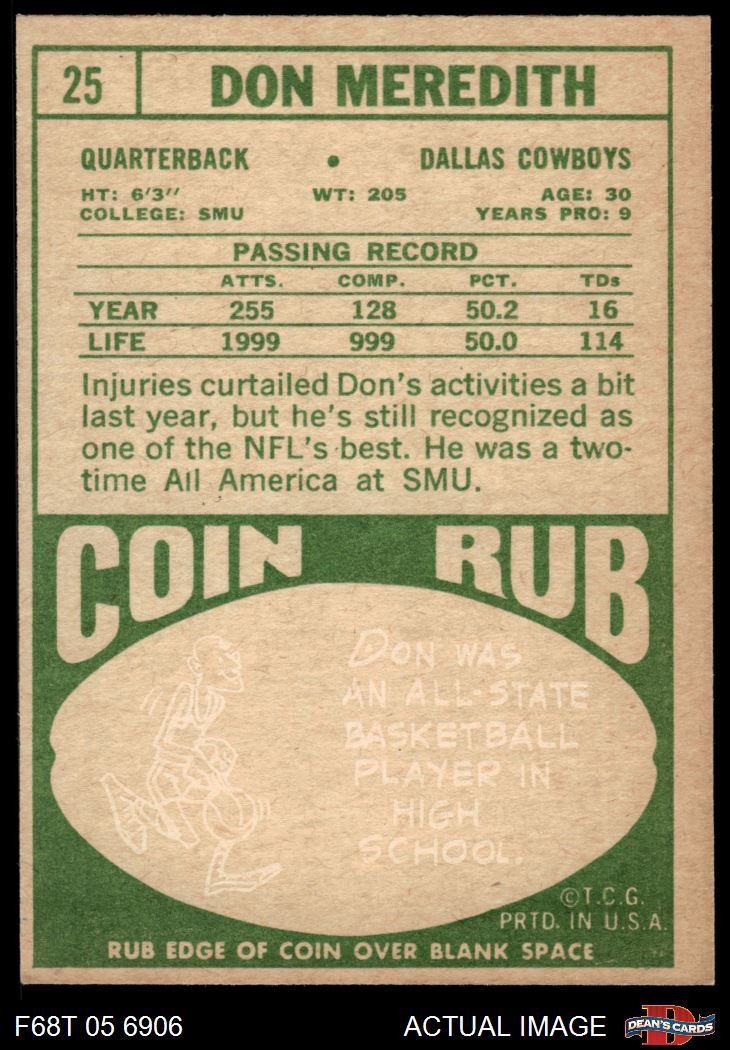 25 DON MEREDITH
QUARTERBACK • DALLAS COWBOYS
HT: 6'3'' WT: 205 AGE: 30
COLLEGE: SMU YEARS PRO: 9
PASSING RECORD
ATTS. COMP. PCT. TDs
YEAR 255 128 50.2 16
LIFE 1999 999 50.0 114
Injuries curtailed Don's activities a bit
last year, but he's still recognized as
one of the NFL's best. He was a two-
time All America at SMU.
COIN RUB
DON WAS
AN ALL-STATE
BASKETBALL
PLAYER IN
HIGH
SCHOOL.
©T.C.G.
PRTD. IN U.S.A.
RUB EDGE OF COIN OVER BLANK SPACE
F68T 05 6906 ACTUAL IMAGE D DEAN'S CARDS